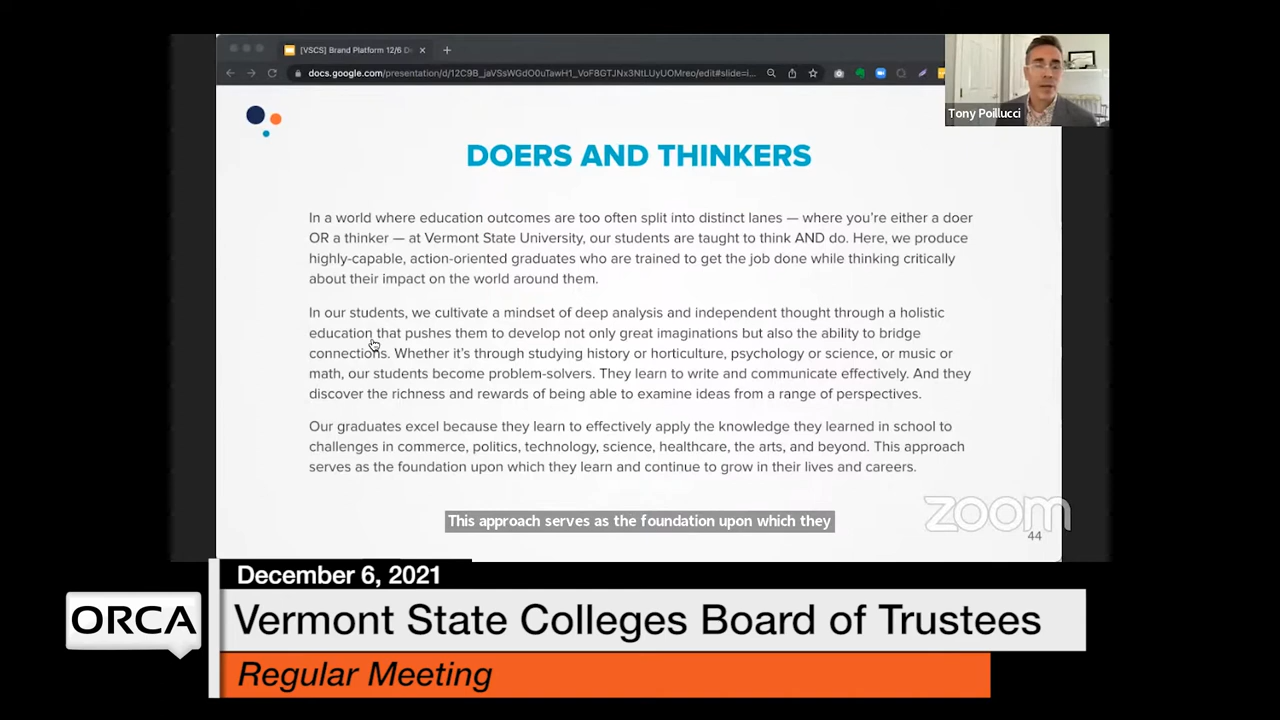 [VSCS] Brand Platform 12/6 D
docs.google.com/presentation/d/12C9B_jaVSsWGdO0uTawH1_VoF8GTJNx3NtLUyUOMreo/edit#slide=i...
Tony Poillucci
DOERS AND THINKERS
In a world where education outcomes are too often split into distinct lanes — where you're either a doer
OR a thinker — at Vermont State University, our students are taught to think AND do. Here, we produce
highly-capable, action-oriented graduates who are trained to get the job done while thinking critically
about their impact on the world around them.
In our students, we cultivate a mindset of deep analysis and independent thought through a holistic
education that pushes them to develop not only great imaginations but also the ability to bridge
connections. Whether it's through studying history or horticulture, psychology or science, or music or
math, our students become problem-solvers. They learn to write and communicate effectively. And they
discover the richness and rewards of being able to examine ideas from a range of perspectives.
Our graduates excel because they learn to effectively apply the knowledge they learned in school to
challenges in commerce, politics, technology, science, healthcare, the arts, and beyond. This approach
serves as the foundation upon which they learn and continue to grow in their lives and careers.
This approach serves as the foundation upon which they
zoom
44
December 6, 2021
ORCA
Vermont State Colleges Board of Trustees
Regular Meeting